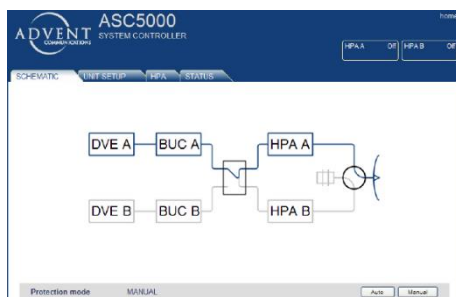 home
ADVENT
COMMUNICATIONS
ASC5000
SYSTEM CONTROLLER
HPA A Off
HPA B Off
SCHEMATIC UNIT SETUP HPA STATUS
DVE A BUC A HPA A
DVE B BUC B HPA B
Protection mode MANUAL Auto Manual